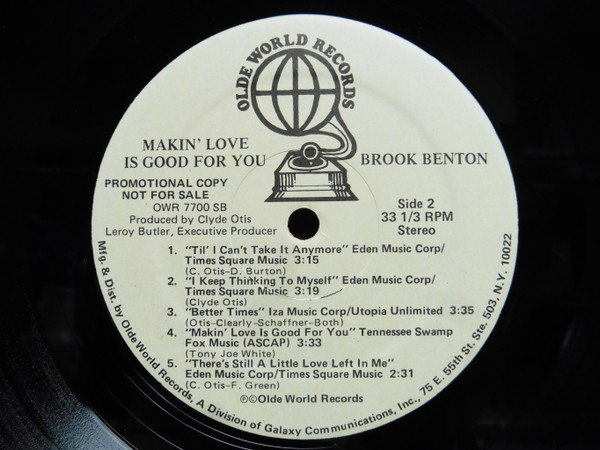 OLDE WORLD RECORDS
MAKIN' LOVE
IS GOOD FOR YOU
BROOK BENTON
PROMOTIONAL COPY
NOT FOR SALE
OWR 7700 SB
Produced by Clyde Otis
Leroy Butler, Executive Producer
Side 2
33 1/3 RPM
Stereo
1. "Til' I Can't Take It Anymore" Eden Music Corp/
Times Square Music 3:15
(C. Otis-D. Burton)
2. "I Keep Thinking To Myself" Eden Music Corp/
Times Square Music 3:19
(Clyde Otis)
3. "Better Times" Iza Music Corp/Utopia Unlimited 3:35
(Otis-Clearly-Schaffner-Both)
4. "Makin' Love Is Good For You" Tennessee Swamp
Fox Music (ASCAP) 3:33
(Tony Joe White)
5. "There's Still A Little Love Left In Me"
Eden Music Corp/Times Square Music 2:31
(C. Otis-F. Green)
℗©Olde World Records
Mfg. & Dist. by Olde World Records, A Division of Galaxy Communications, Inc., 75 E. 55th St. Ste. 503, N.Y. 10022